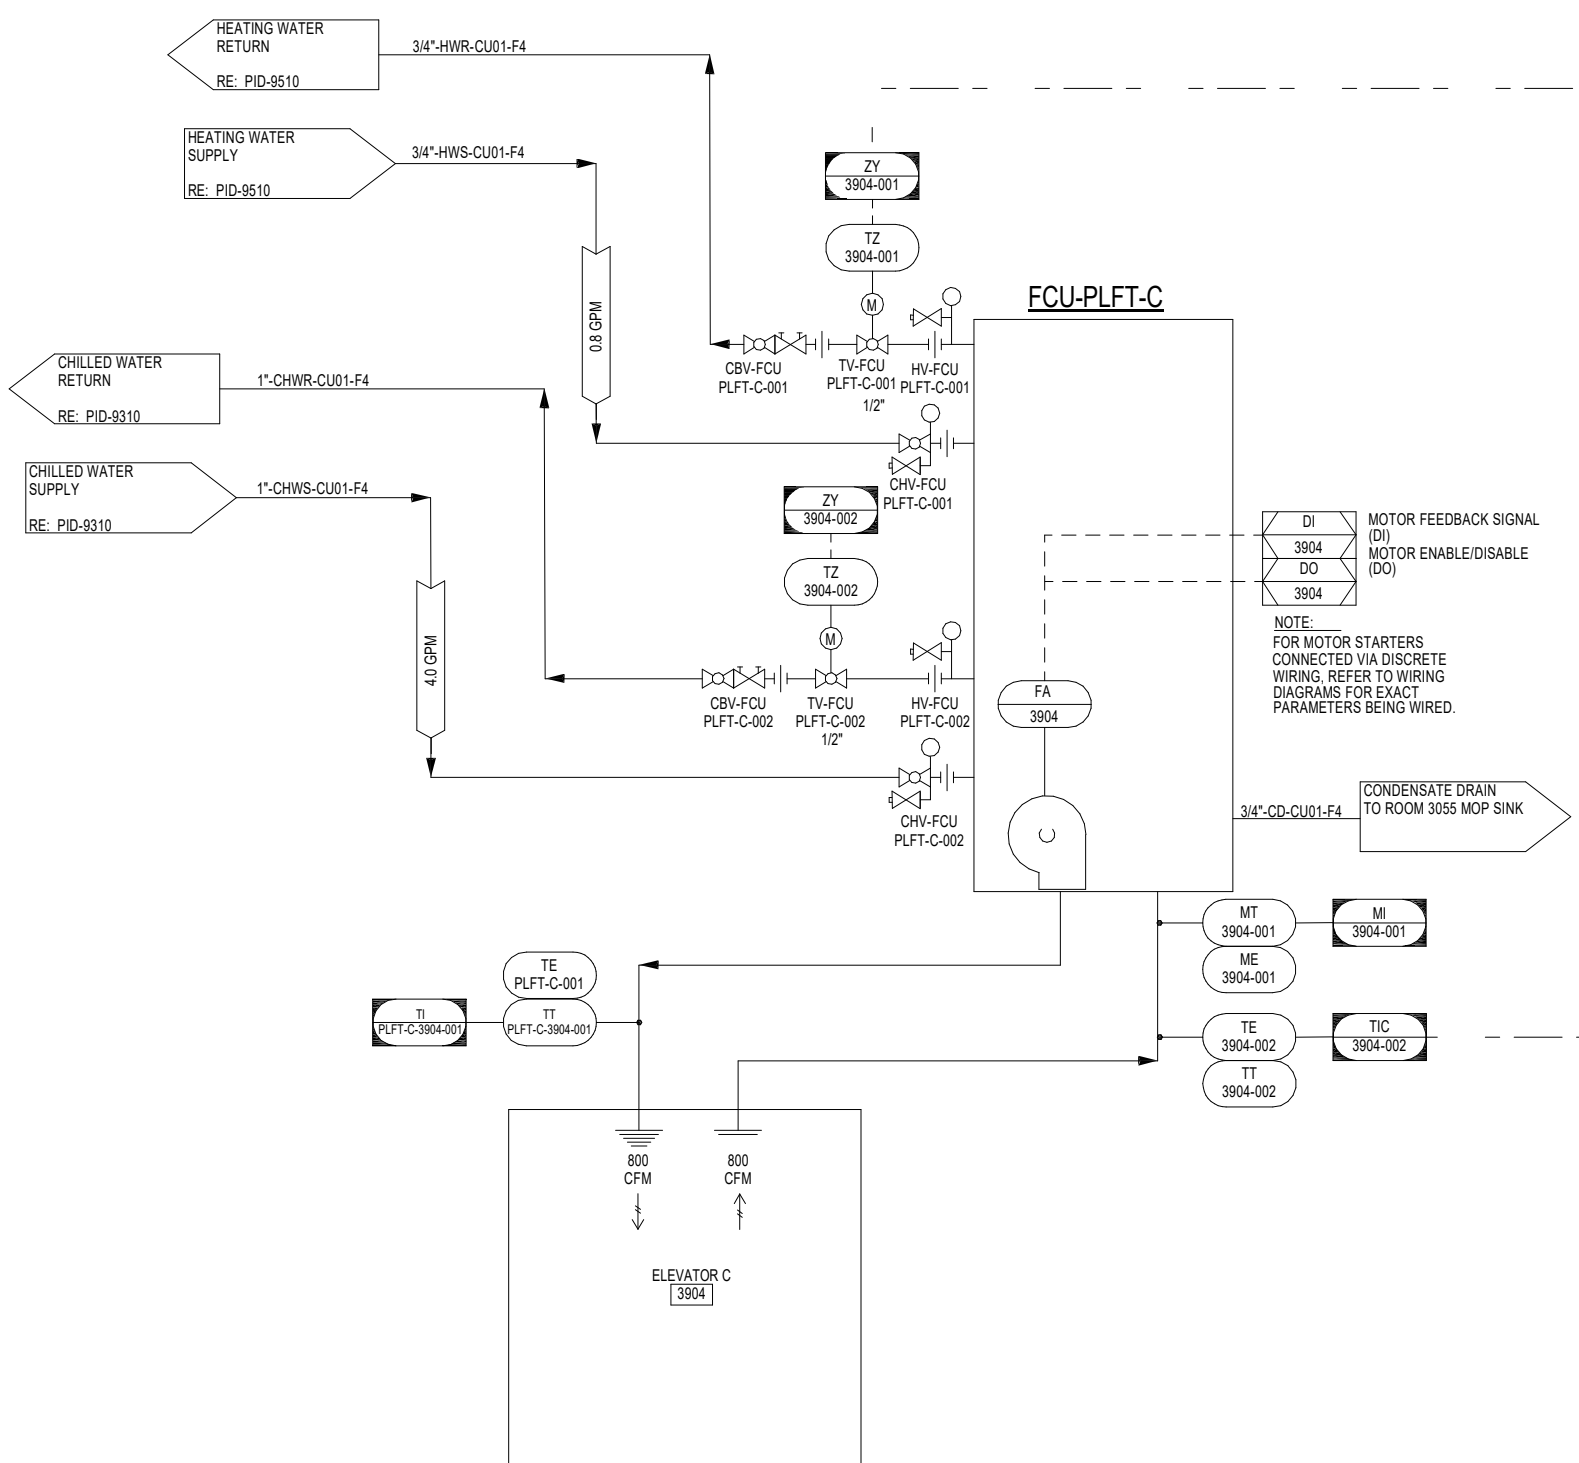 HEATING WATER
RETURN
RE: PID-9510
3/4"-HWR-CU01-F4
HEATING WATER
SUPPLY
RE: PID-9510
3/4"-HWS-CU01-F4
ZY
3904-001
TZ
3904-001
M
0.8 GPM
FCU-PLFT-C
CBV-FCU
PLFT-C-001
TV-FCU
PLFT-C-001
1/2"
HV-FCU
PLFT-C-001
CHILLED WATER
RETURN
RE: PID-9310
1"-CHWR-CU01-F4
CHV-FCU
PLFT-C-001
CHILLED WATER
SUPPLY
RE: PID-9310
1"-CHWS-CU01-F4
ZY
3904-002
TZ
3904-002
M
4.0 GPM
CBV-FCU
PLFT-C-002
TV-FCU
PLFT-C-002
1/2"
HV-FCU
PLFT-C-002
CHV-FCU
PLFT-C-002
DI
3904
DO
3904
MOTOR FEEDBACK SIGNAL
(DI)
MOTOR ENABLE/DISABLE
(DO)
NOTE:
FOR MOTOR STARTERS
CONNECTED VIA DISCRETE
WIRING, REFER TO WIRING
DIAGRAMS FOR EXACT
PARAMETERS BEING WIRED.
FA
3904
3/4"-CD-CU01-F4
CONDENSATE DRAIN
TO ROOM 3055 MOP SINK
MT
3904-001
MI
3904-001
ME
3904-001
TE
PLFT-C-001
TI
PLFT-C-3904-001
TT
PLFT-C-3904-001
TE
3904-002
TIC
3904-002
TT
3904-002
800
CFM
800
CFM
ELEVATOR C
3904